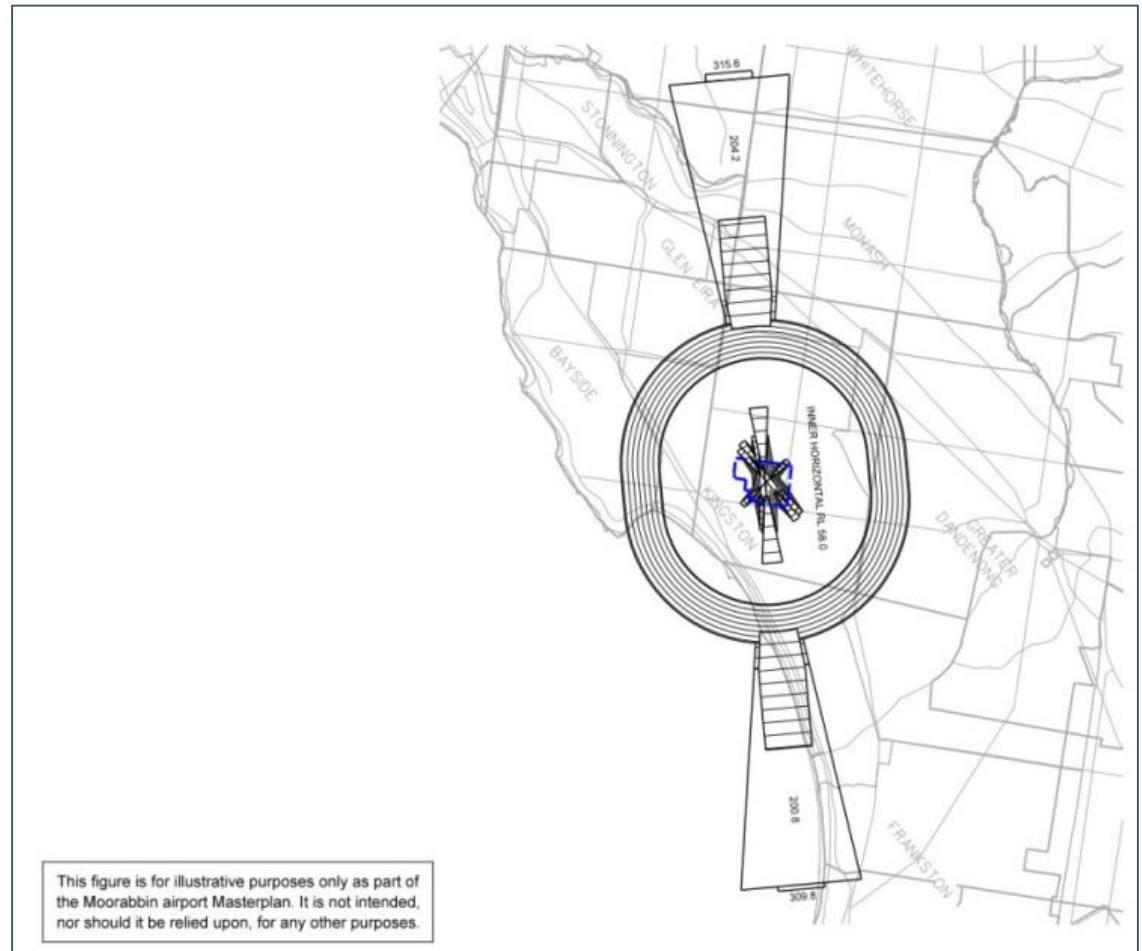 315.6
WHITEHORSE
STONNINGTON
204.2
MONASH
GLEN EIRA
BAYSIDE
INNER HORIZONTAL RL 58.0
KINGSTON
GREATER
DANDENONG
200.8
FRANKSTON
309.8
This figure is for illustrative purposes only as part of
the Moorabbin airport Masterplan. It is not intended,
nor should it be relied upon, for any other purposes.